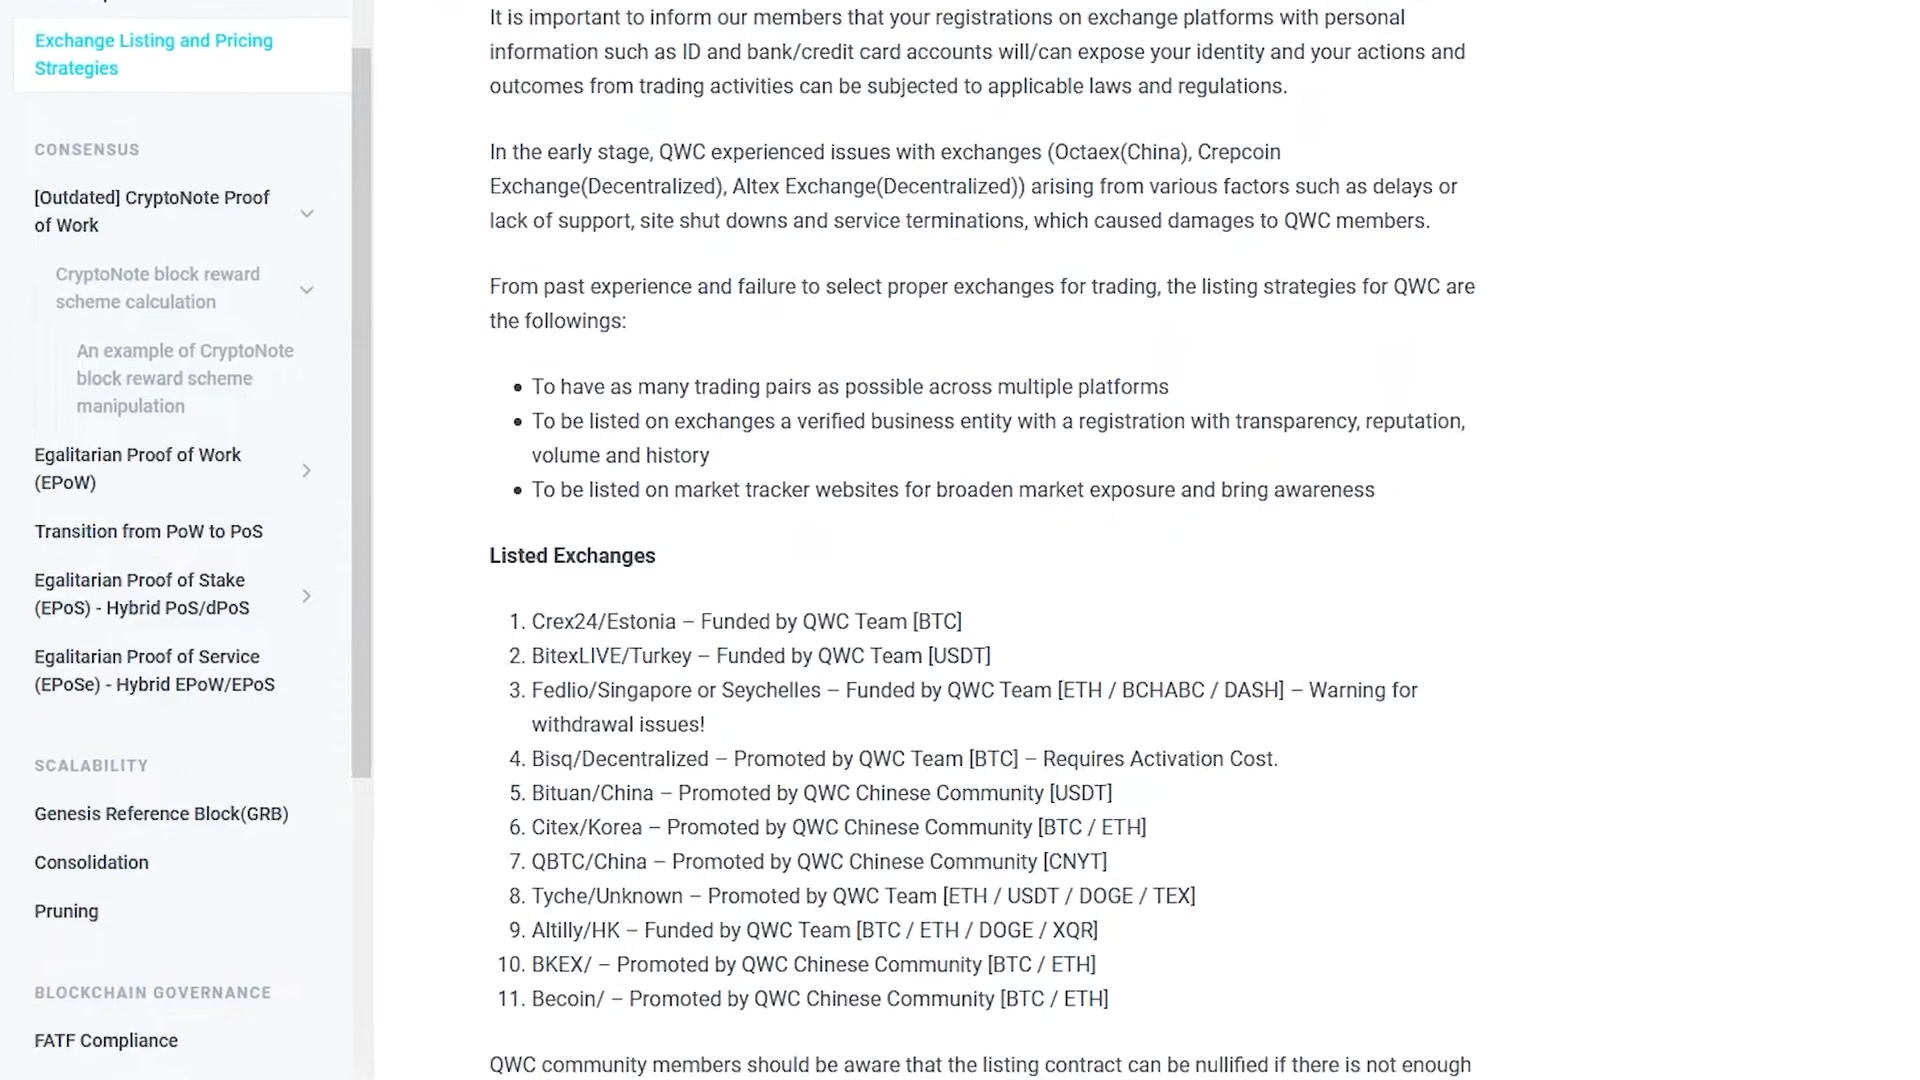 Exchange Listing and Pricing
Strategies
CONSENSUS
[Outdated] CryptoNote Proof
of Work
CryptoNote block reward
scheme calculation
An example of CryptoNote
block reward scheme
manipulation
Egalitarian Proof of Work
(EPoW)
Transition from PoW to PoS
Egalitarian Proof of Stake
(EPoS) - Hybrid PoS/dPoS
Egalitarian Proof of Service
(EPoSe) - Hybrid EPoW/EPoS
SCALABILITY
Genesis Reference Block(GRB)
Consolidation
Pruning
BLOCKCHAIN GOVERNANCE
FATF Compliance
It is important to inform our members that your registrations on exchange platforms with personal
information such as ID and bank/credit card accounts will/can expose your identity and your actions and
outcomes from trading activities can be subjected to applicable laws and regulations.
In the early stage, QWC experienced issues with exchanges (Octaex(China), Crepcoin
Exchange(Decentralized), Altex Exchange(Decentralized)) arising from various factors such as delays or
lack of support, site shut downs and service terminations, which caused damages to QWC members.
From past experience and failure to select proper exchanges for trading, the listing strategies for QWC are
the followings:
• To have as many trading pairs as possible across multiple platforms
• To be listed on exchanges a verified business entity with a registration with transparency, reputation,
volume and history
• To be listed on market tracker websites for broaden market exposure and bring awareness
Listed Exchanges
1. Crex24/Estonia – Funded by QWC Team [BTC]
2. BitexLIVE/Turkey – Funded by QWC Team [USDT]
3. Fedlio/Singapore or Seychelles – Funded by QWC Team [ETH / BCHABC / DASH] – Warning for
withdrawal issues!
4. Bisq/Decentralized – Promoted by QWC Team [BTC] – Requires Activation Cost.
5. Bituan/China – Promoted by QWC Chinese Community [USDT]
6. Citex/Korea – Promoted by QWC Chinese Community [BTC / ETH]
7. QBTC/China – Promoted by QWC Chinese Community [CNYT]
8. Tyche/Unknown – Promoted by QWC Team [ETH / USDT / DOGE / TEX]
9. Altilly/HK – Funded by QWC Team [BTC / ETH / DOGE / XQR]
10. BKEX/ – Promoted by QWC Chinese Community [BTC / ETH]
11. Becoin/ – Promoted by QWC Chinese Community [BTC / ETH]
QWC community members should be aware that the listing contract can be nullified if there is not enough